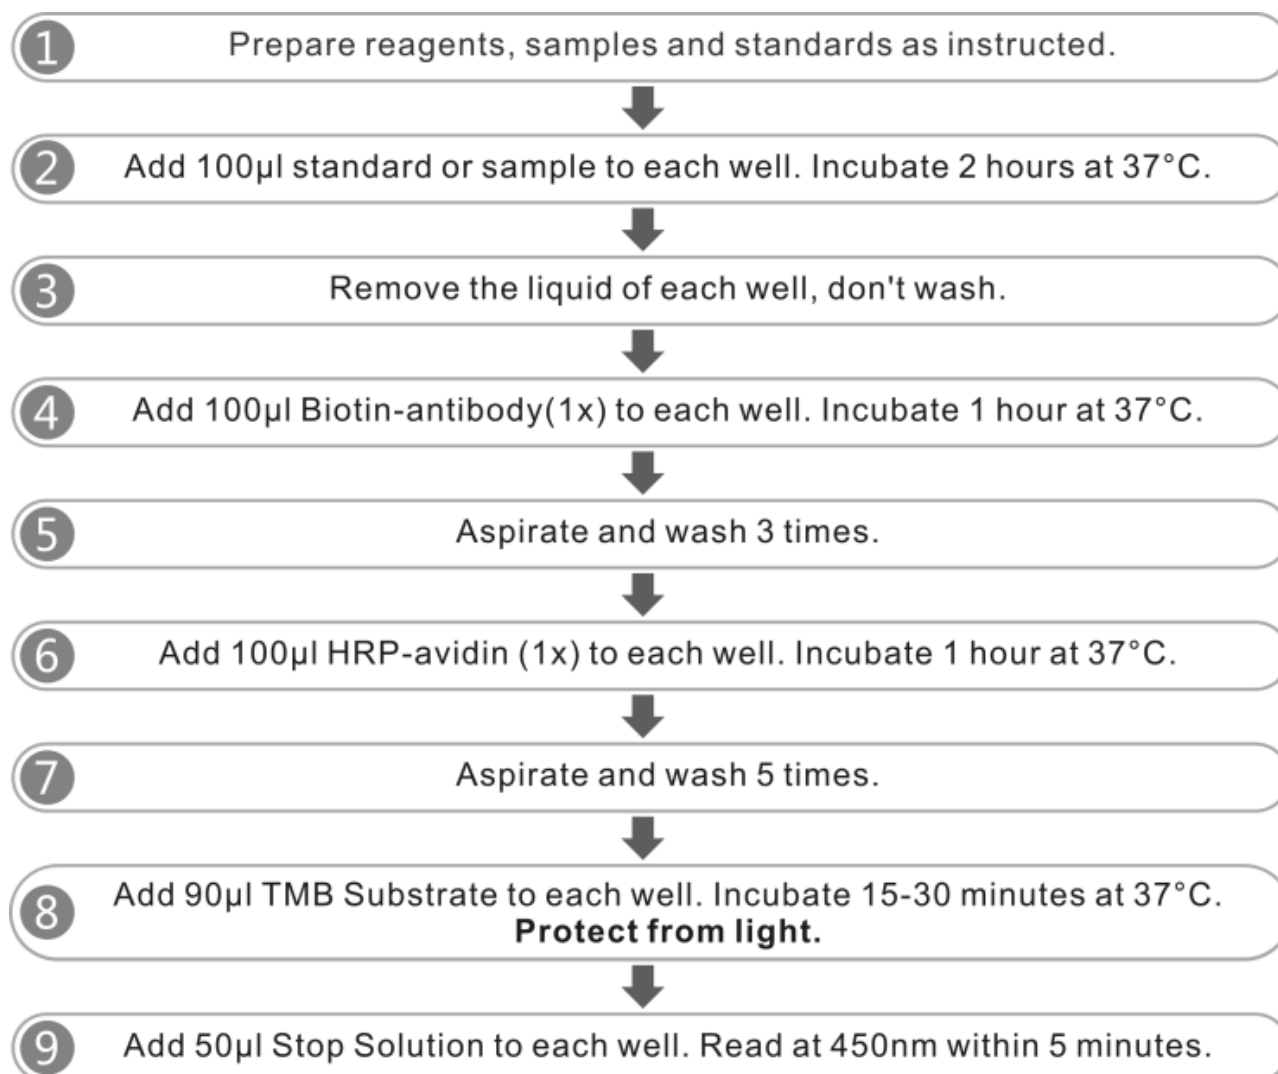 1 Prepare reagents, samples and standards as instructed.
2 Add 100µl standard or sample to each well. Incubate 2 hours at 37°C.
3 Remove the liquid of each well, don't wash.
4 Add 100µl Biotin-antibody(1x) to each well. Incubate 1 hour at 37°C.
5 Aspirate and wash 3 times.
6 Add 100µl HRP-avidin (1x) to each well. Incubate 1 hour at 37°C.
7 Aspirate and wash 5 times.
8 Add 90µl TMB Substrate to each well. Incubate 15-30 minutes at 37°C.
Protect from light.
9 Add 50µl Stop Solution to each well. Read at 450nm within 5 minutes.